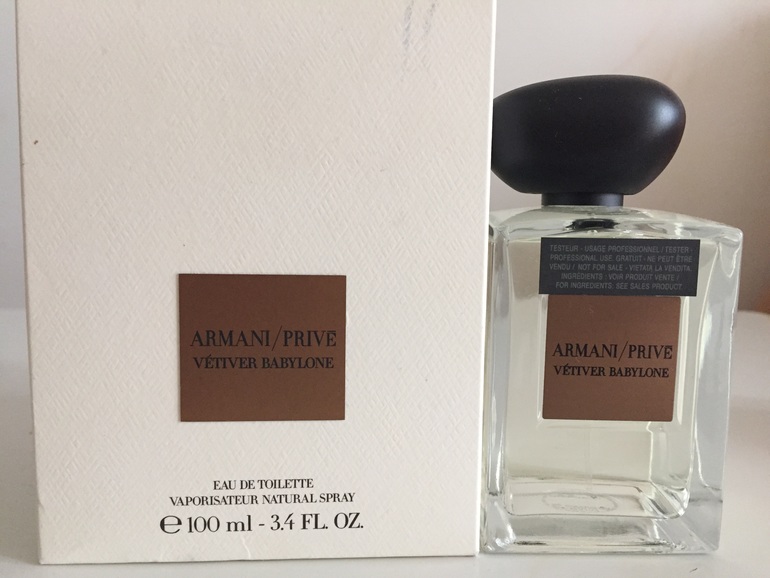 ARMANI/PRIVĒ
VÉTIVER BABYLONE
EAU DE TOILETTE
VAPORISATEUR NATURAL SPRAY
℮ 100 ml - 3.4 FL. OZ.
TESTEUR - USAGE PROFESSIONNEL / TESTER -
PROFESSIONAL USE. GRATUIT - NE PEUT ÊTRE
VENDU / NOT FOR SALE - VIETATA LA VENDITA.
INGRÉDIENTS : VOIR PRODUIT VENTE /
FOR INGREDIENTS: SEE SALES PRODUCT.
ARMANI/PRIVĒ
VÉTIVER BABYLONE